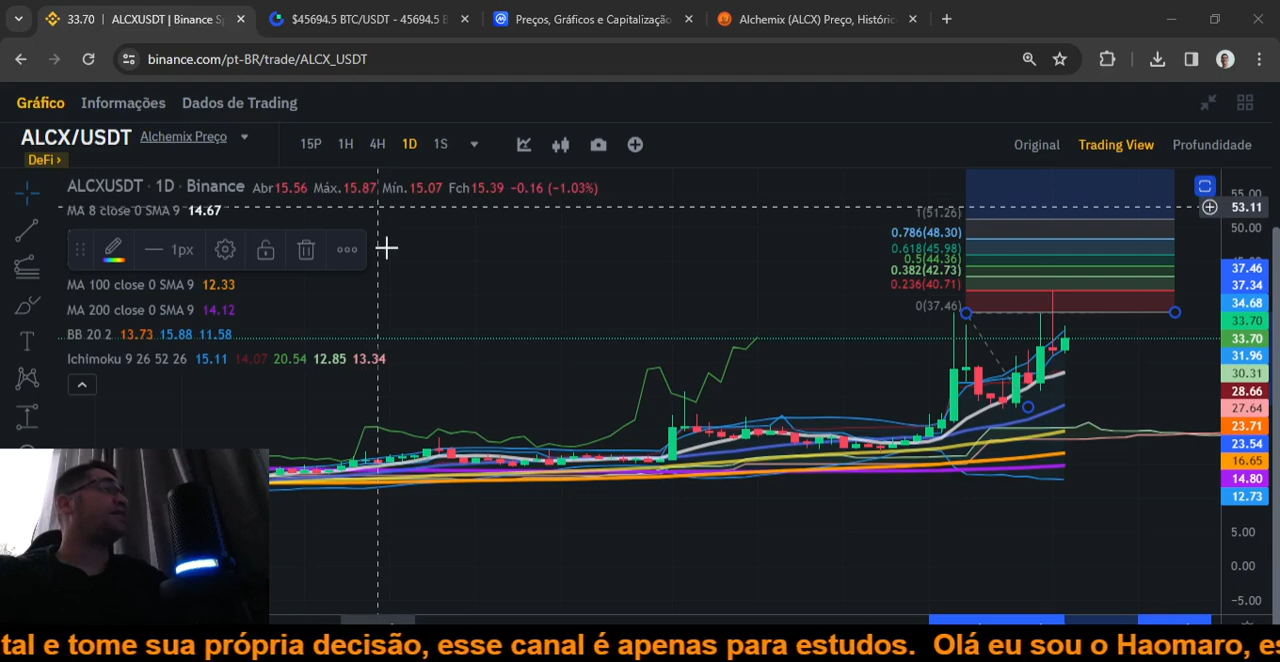 33.70 | ALCXUSDT | Binance Sp
$45694.5 BTC/USDT - 45694.5 B
Preços, Gráficos e Capitalização
Alchemix (ALCX) Preço, Históric
binance.com/pt-BR/trade/ALCX_USDT
Gráfico Informações Dados de Trading
ALCX/USDT Alchemix Preço
DeFi ›
15P 1H 4H 1D 1S
Original Trading View Profundidade
ALCXUSDT · 1D · Binance Abr15.56 Máx.15.87 Mín.15.07 Fch15.39 -0.16 (-1.03%)
MA 8 close 0 SMA 9 14.67
1px
MA 100 close 0 SMA 9 12.33
MA 200 close 0 SMA 9 14.12
BB 20 2 13.73 15.88 11.58
Ichimoku 9 26 52 26 15.11 14.07 20.54 12.85 13.34
1(51.26)
0.786(48.30)
0.618(45.98)
0.5(44.36)
0.382(42.73)
0.236(40.71)
0(37.46)
55.00
53.11
50.00
37.46
37.34
34.68
33.70
33.70
31.96
30.31
28.66
27.64
23.71
23.54
16.65
14.80
12.73
5.00
0.00
-5.00
tal e tome sua própria decisão, esse canal é apenas para estudos. Olá eu sou o Haomaro, es